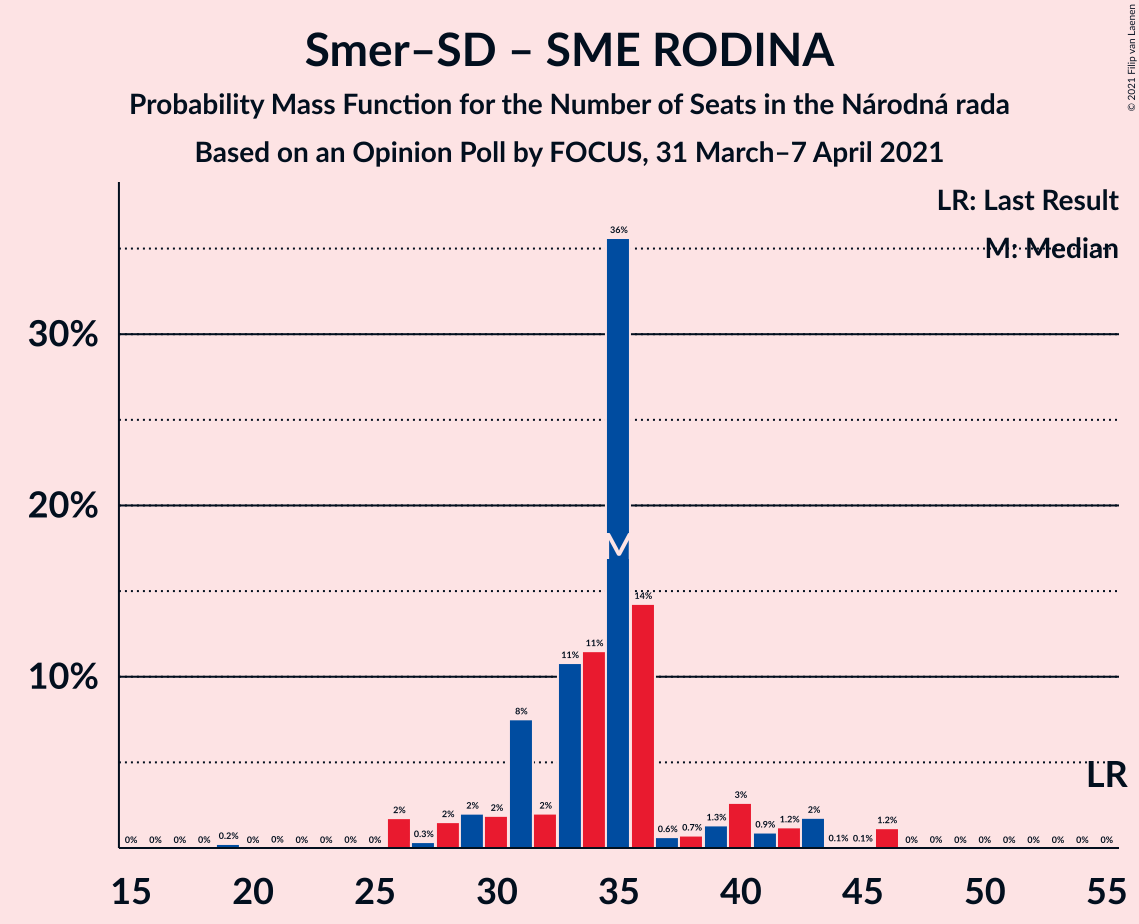 Smer–SD – SME RODINA
Probability Mass Function for the Number of Seats in the Národná rada
Based on an Opinion Poll by FOCUS, 31 March–7 April 2021
© 2021 Filip van Laenen
LR: Last Result
M: Median
30%
20%
10%
0% 0% 0% 0% 0.2% 0% 0% 0% 0% 0% 0% 2% 0.3% 2% 2% 2% 8% 2% 11% 11% 36% 14% 0.6% 0.7% 1.3% 3% 0.9% 1.2% 2% 0.1% 0.1% 1.2% 0% 0% 0% 0% 0% 0% 0% 0% 0%
M
LR
15 20 25 30 35 40 45 50 55